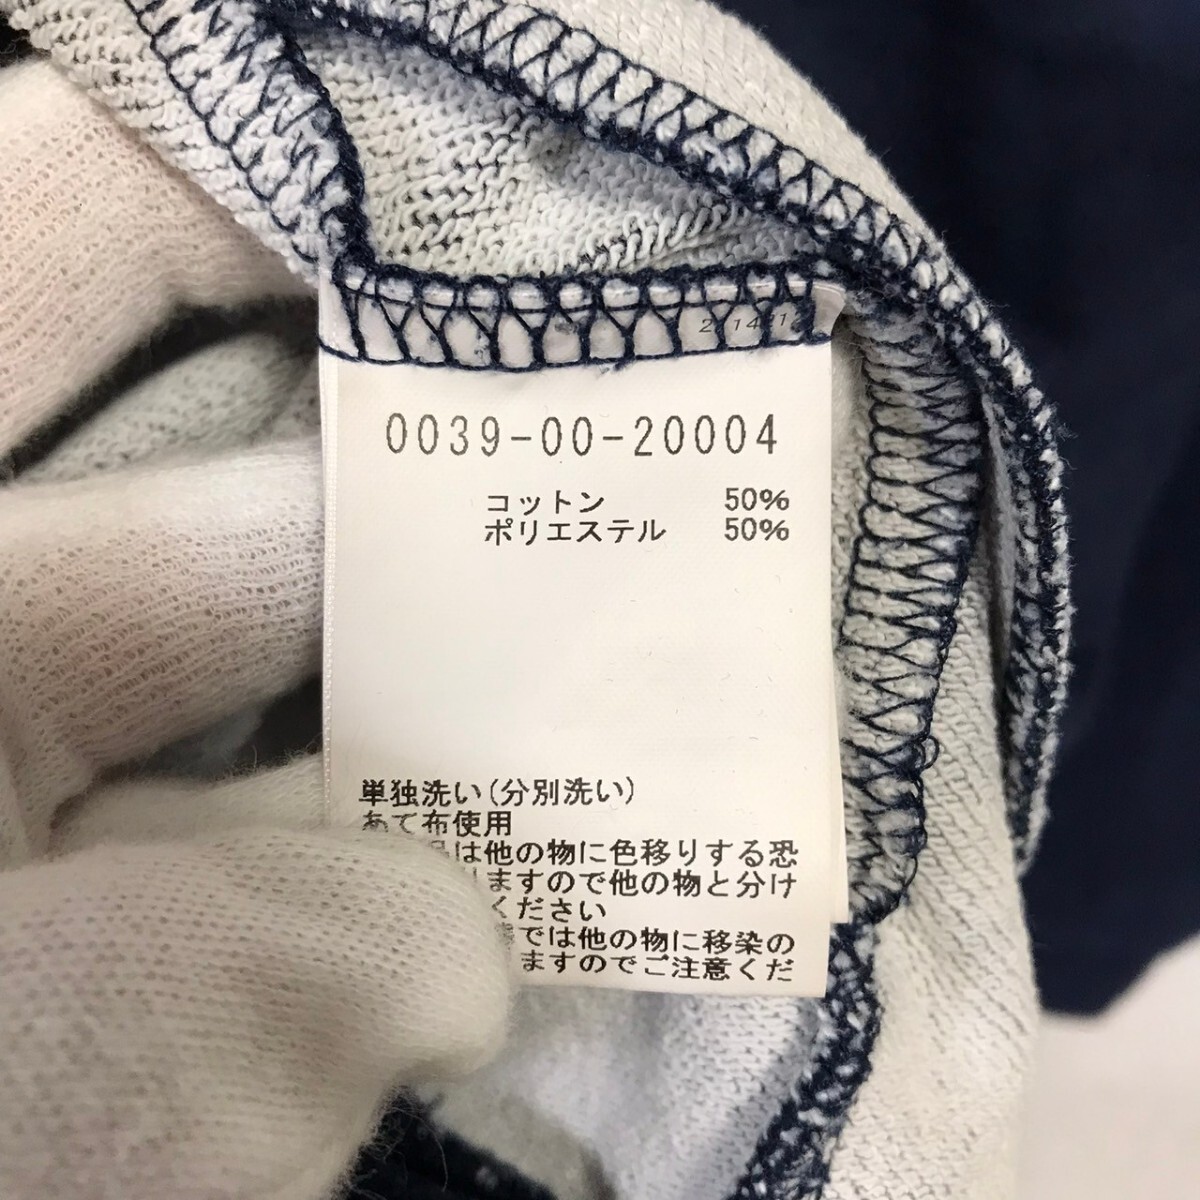 0039-00-20004
コットン 50%
ポリエステル 50%
単独洗い(分別洗い)
あて布使用
は他の物に色移りする恐
ますので他の物と分け
ください
では他の物に移染の
ますのでご注意くだ